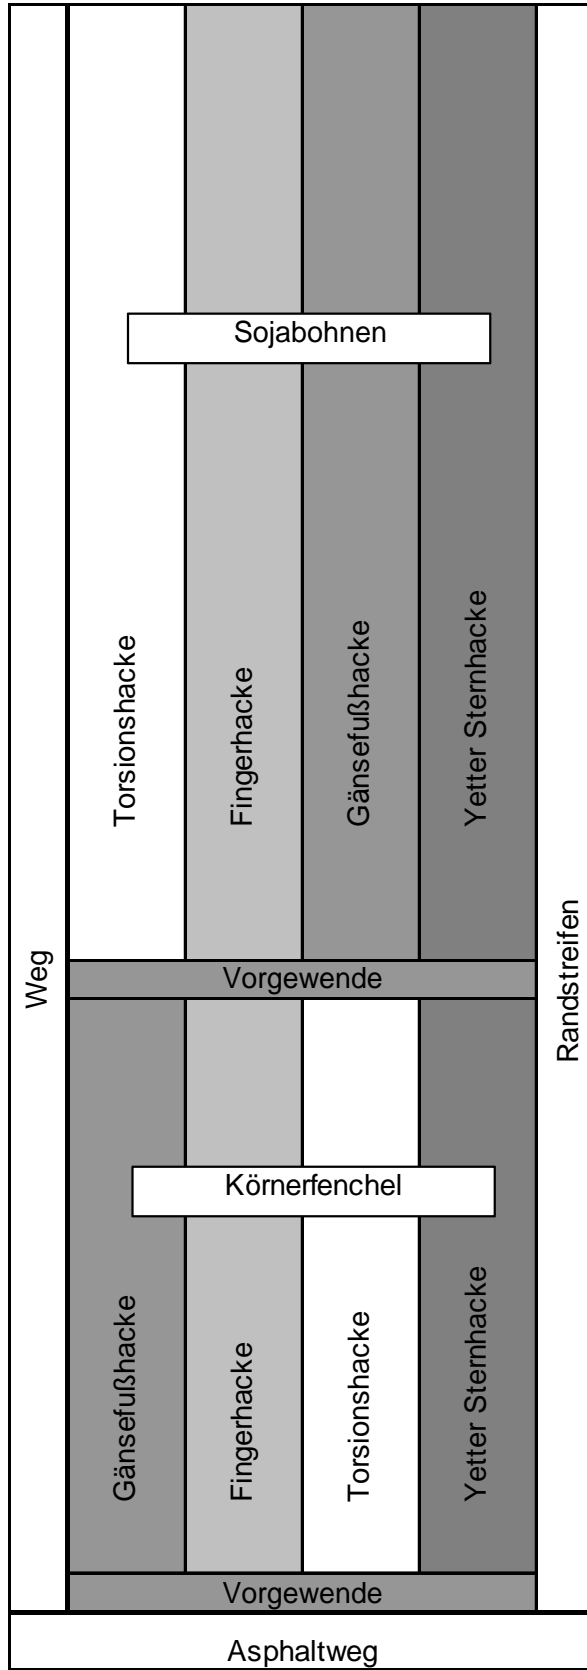 Sojabohnen
Torsionshacke
Fingerhacke
Gänsefußhacke
Yetter Sternhacke
Weg
Vorgewende
Randstreifen
Körnerfenchel
Gänsefußhacke
Fingerhacke
Torsionshacke
Yetter Sternhacke
Vorgewende
Asphaltweg